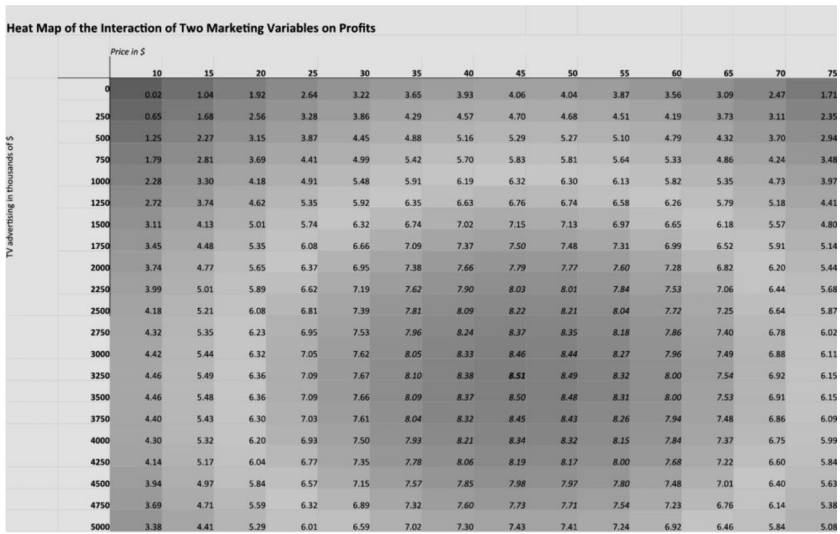 Heat Map of the Interaction of Two Marketing Variables on Profits
Price in $
10 15 20 25 30 35 40 45 50 55 60 65 70 75
TV advertising in thousands of $
0 0.02 1.04 1.92 2.64 3.22 3.65 3.93 4.06 4.04 3.87 3.56 3.09 2.47 1.71
250 0.65 1.68 2.56 3.28 3.86 4.29 4.57 4.70 4.68 4.51 4.19 3.73 3.11 2.35
500 1.25 2.27 3.15 3.87 4.45 4.88 5.16 5.29 5.27 5.10 4.79 4.32 3.70 2.94
750 1.79 2.81 3.69 4.41 4.99 5.42 5.70 5.83 5.81 5.64 5.33 4.86 4.24 3.48
1000 2.28 3.30 4.18 4.91 5.48 5.91 6.19 6.32 6.30 6.13 5.82 5.35 4.73 3.97
1250 2.72 3.74 4.62 5.35 5.92 6.35 6.63 6.76 6.74 6.58 6.26 5.79 5.18 4.41
1500 3.11 4.13 5.01 5.74 6.32 6.74 7.02 7.15 7.13 6.97 6.65 6.18 5.57 4.80
1750 3.45 4.48 5.35 6.08 6.66 7.09 7.37 7.50 7.48 7.31 6.99 6.52 5.91 5.14
2000 3.74 4.77 5.65 6.37 6.95 7.38 7.66 7.79 7.77 7.60 7.28 6.82 6.20 5.44
2250 3.99 5.01 5.89 6.62 7.19 7.62 7.90 8.03 8.01 7.84 7.53 7.06 6.44 5.68
2500 4.18 5.21 6.08 6.81 7.39 7.81 8.09 8.22 8.21 8.04 7.72 7.25 6.64 5.87
2750 4.32 5.35 6.23 6.95 7.53 7.96 8.24 8.37 8.35 8.18 7.86 7.40 6.78 6.02
3000 4.42 5.44 6.32 7.05 7.62 8.05 8.33 8.46 8.44 8.27 7.96 7.49 6.88 6.11
3250 4.46 5.49 6.36 7.09 7.67 8.10 8.38 8.51 8.49 8.32 8.00 7.54 6.92 6.15
3500 4.46 5.48 6.36 7.09 7.66 8.09 8.37 8.50 8.48 8.31 8.00 7.53 6.91 6.15
3750 4.40 5.43 6.30 7.03 7.61 8.04 8.32 8.45 8.43 8.26 7.94 7.48 6.86 6.09
4000 4.30 5.32 6.20 6.93 7.50 7.93 8.21 8.34 8.32 8.15 7.84 7.37 6.75 5.99
4250 4.14 5.17 6.04 6.77 7.35 7.78 8.06 8.19 8.17 8.00 7.68 7.22 6.60 5.84
4500 3.94 4.97 5.84 6.57 7.15 7.57 7.85 7.98 7.97 7.80 7.48 7.01 6.40 5.63
4750 3.69 4.71 5.59 6.32 6.89 7.32 7.60 7.73 7.71 7.54 7.23 6.76 6.14 5.38
5000 3.38 4.41 5.29 6.01 6.59 7.02 7.30 7.43 7.41 7.24 6.92 6.46 5.84 5.08